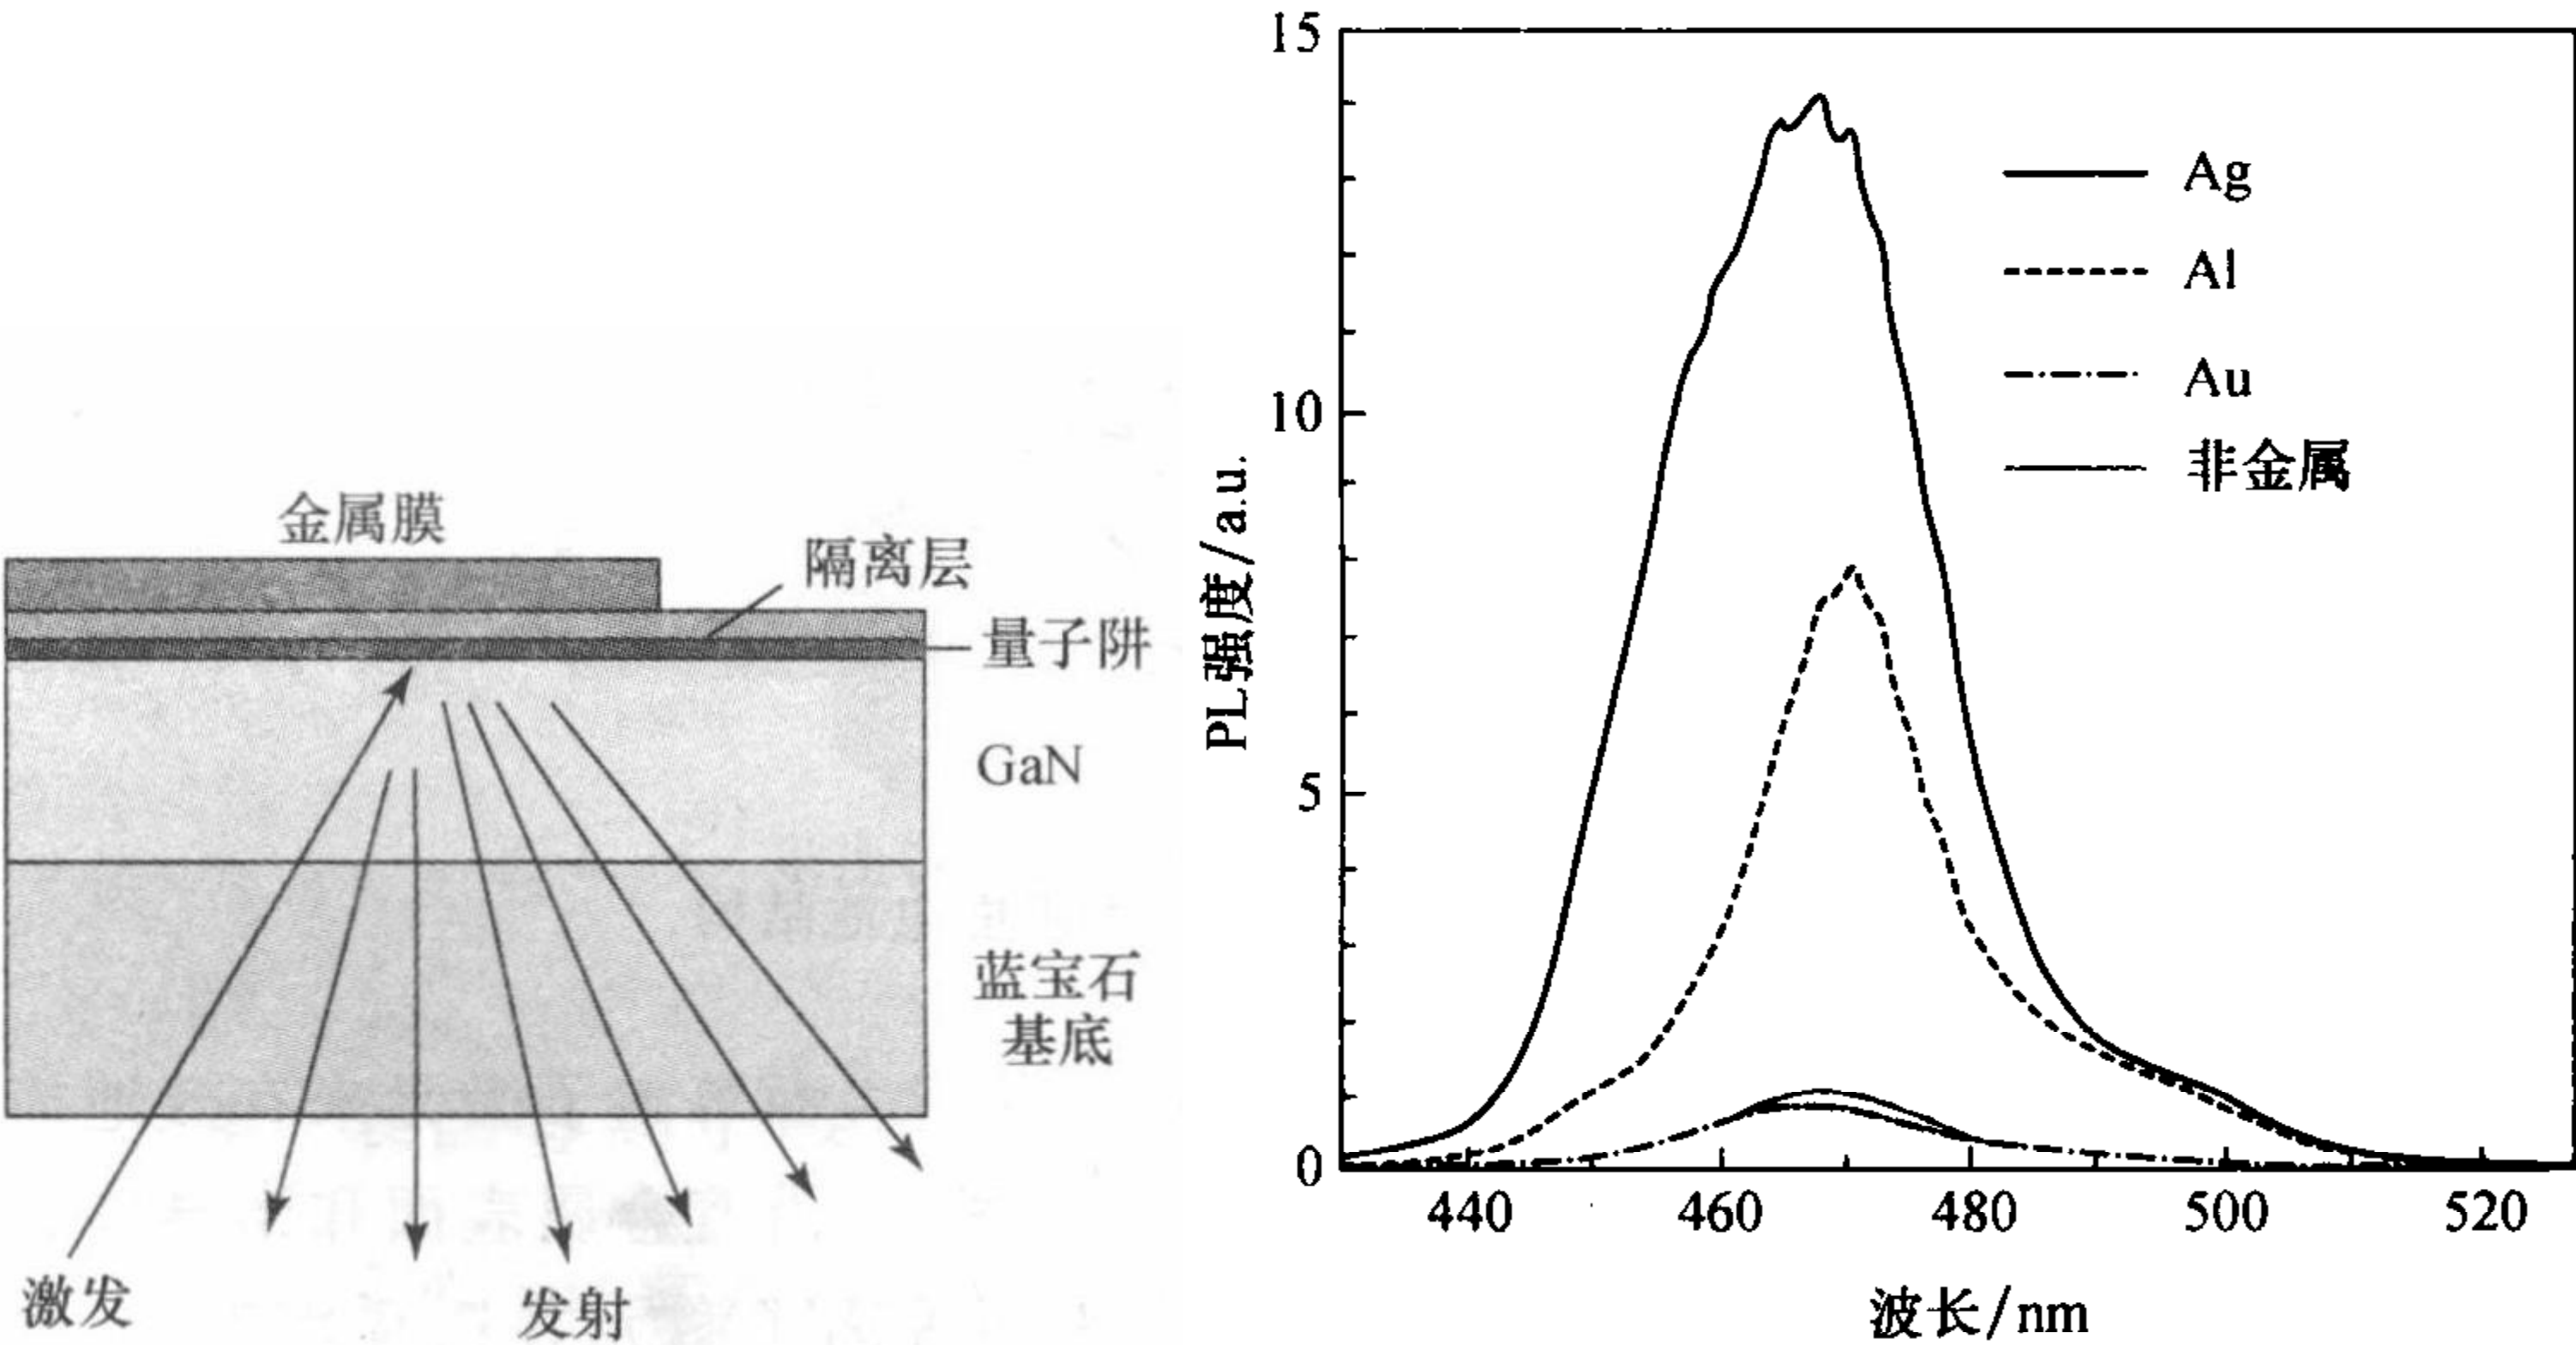 金属膜
隔离层
量子阱
GaN
蓝宝石
基底
激发
发射
15
10
5
0
PL强度/a.u.
Ag
Al
Au
非金属
440
460
480
500
520
波长/nm